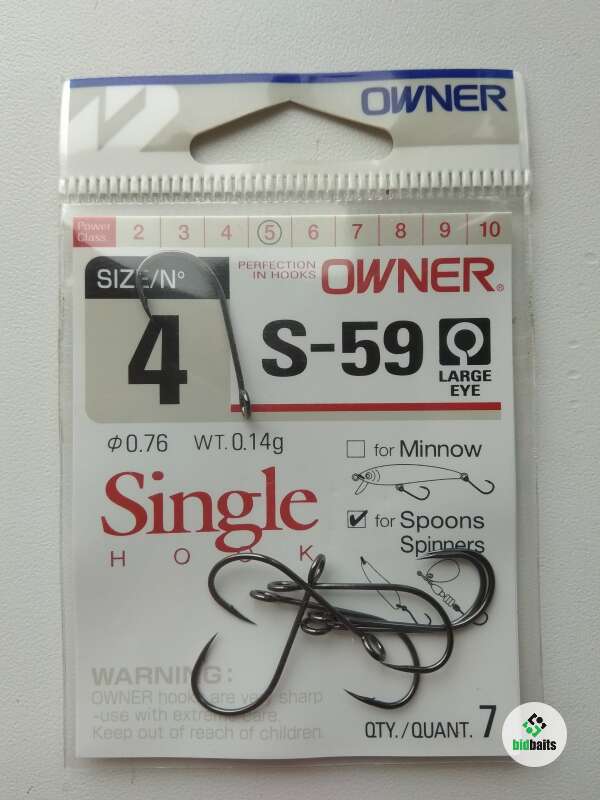 OWNER
Power Class 2 3 4 5 6 7 8 9 10
SIZE/N°
PERFECTION
IN HOOKS
OWNER®
4
S-59
LARGE
EYE
Φ0.76 WT. 0.14g
for Minnow
Single
HOOK
for Spoons
Spinners
WARNING:
OWNER hooks are very sharp
-use with extreme care.
Keep out of reach of children.
QTY./QUANT. 7
bidbaits